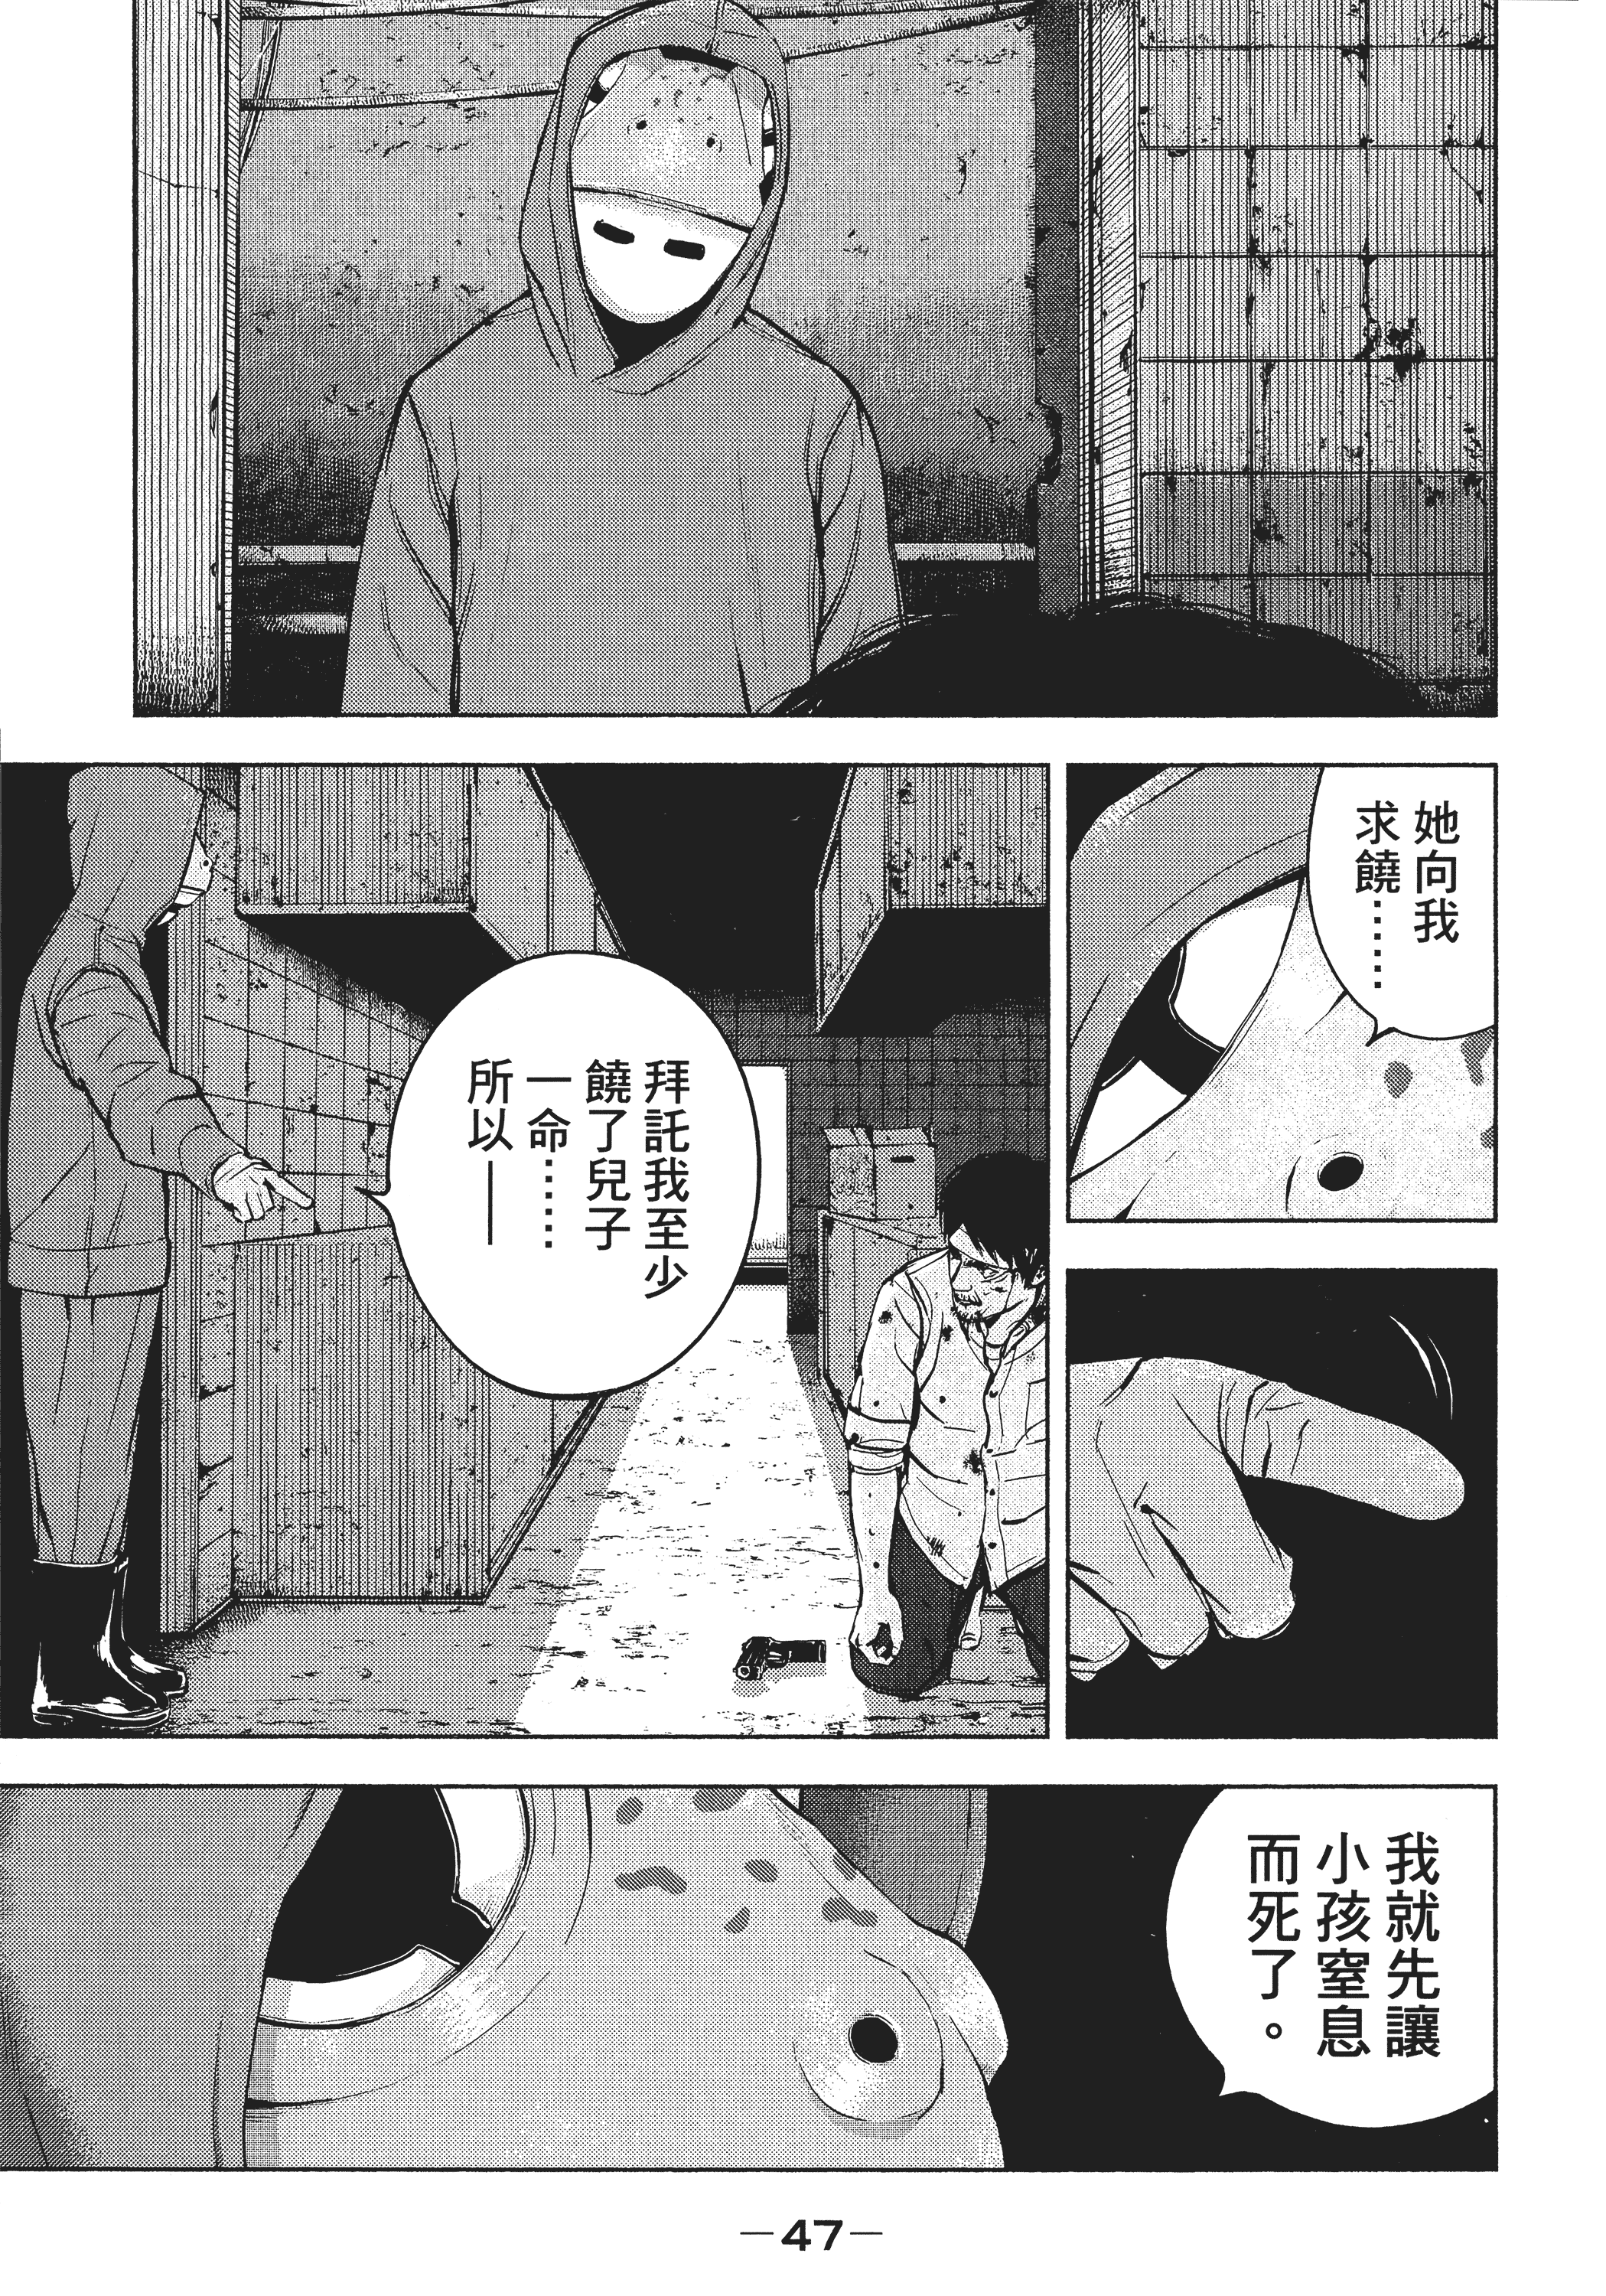 她向我
求饒⋯⋯
拜託我至少
饒了兒子
一命⋯⋯
所以——
我就先讓
小孩窒息
而死了。
—47—